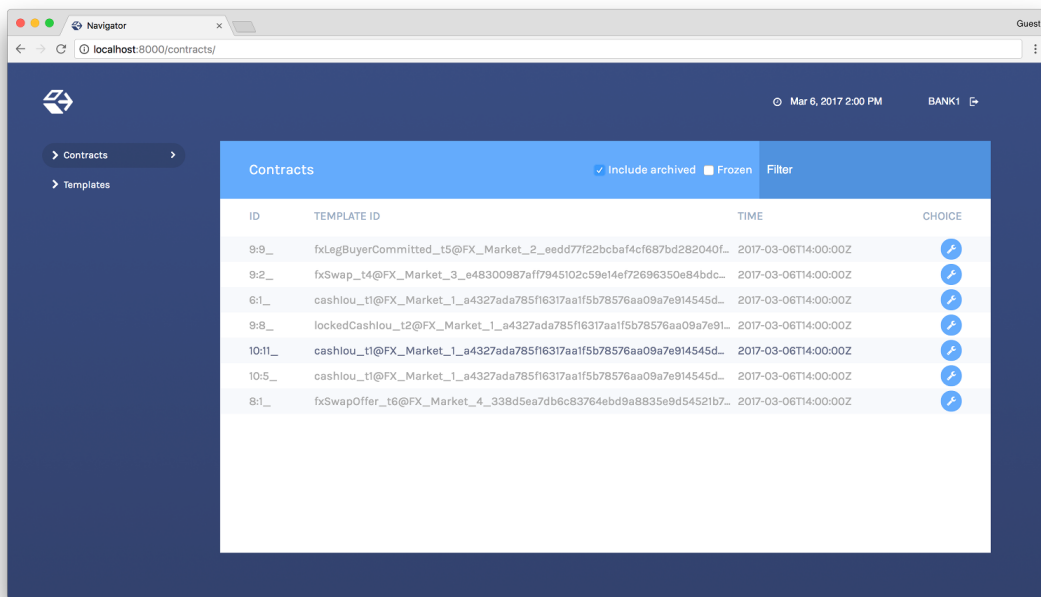 Navigator
Guest
localhost:8000/contracts/
Mar 6, 2017 2:00 PM BANK1
Contracts
Templates
Contracts Include archived Frozen Filter
ID TEMPLATE ID TIME CHOICE
9:9_ fxLegBuyerCommitted_t5@FX_Market_2_eedd77f22bcbaf4cf687bd282040f... 2017-03-06T14:00:00Z
9:2_ fxSwap_t4@FX_Market_3_e48300987aff7945102c59e14ef72696350e84bdc... 2017-03-06T14:00:00Z
6:1_ cashIou_t1@FX_Market_1_a4327ada785f16317aa1f5b78576aa09a7e914545d... 2017-03-06T14:00:00Z
9:8_ lockedCashIou_t2@FX_Market_1_a4327ada785f16317aa1f5b78576aa09a7e91... 2017-03-06T14:00:00Z
10:11_ cashIou_t1@FX_Market_1_a4327ada785f16317aa1f5b78576aa09a7e914545d... 2017-03-06T14:00:00Z
10:5_ cashIou_t1@FX_Market_1_a4327ada785f16317aa1f5b78576aa09a7e914545d... 2017-03-06T14:00:00Z
8:1_ fxSwapOffer_t6@FX_Market_4_338d5ea7db6c83764ebd9a8835e9d54521b7... 2017-03-06T14:00:00Z